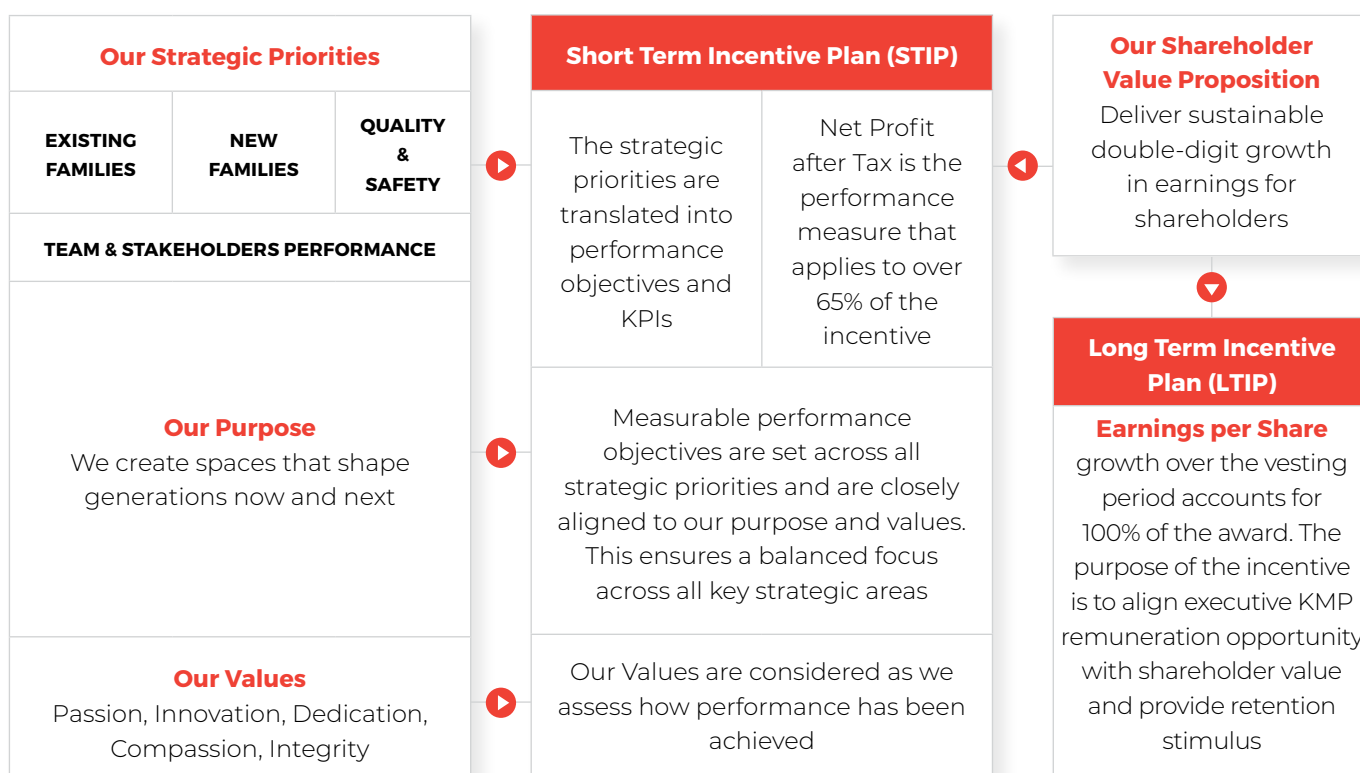 Our Strategic Priorities
EXISTING
FAMILIES
NEW
FAMILIES
QUALITY
&
SAFETY
TEAM & STAKEHOLDERS PERFORMANCE
Our Purpose
We create spaces that shape
generations now and next
Our Values
Passion, Innovation, Dedication,
Compassion, Integrity
Short Term Incentive Plan (STIP)
The strategic
priorities are
translated into
performance
objectives and
KPIs
Net Profit
after Tax is the
performance
measure that
applies to over
65% of the
incentive
Measurable performance
objectives are set across all
strategic priorities and are closely
aligned to our purpose and values.
This ensures a balanced focus
across all key strategic areas
Our Values are considered as we
assess how performance has been
achieved
Our Shareholder
Value Proposition
Deliver sustainable
double-digit growth
in earnings for
shareholders
Long Term Incentive
Plan (LTIP)
Earnings per Share
growth over the vesting
period accounts for
100% of the award. The
purpose of the incentive
is to align executive KMP
remuneration opportunity
with shareholder value
and provide retention
stimulus